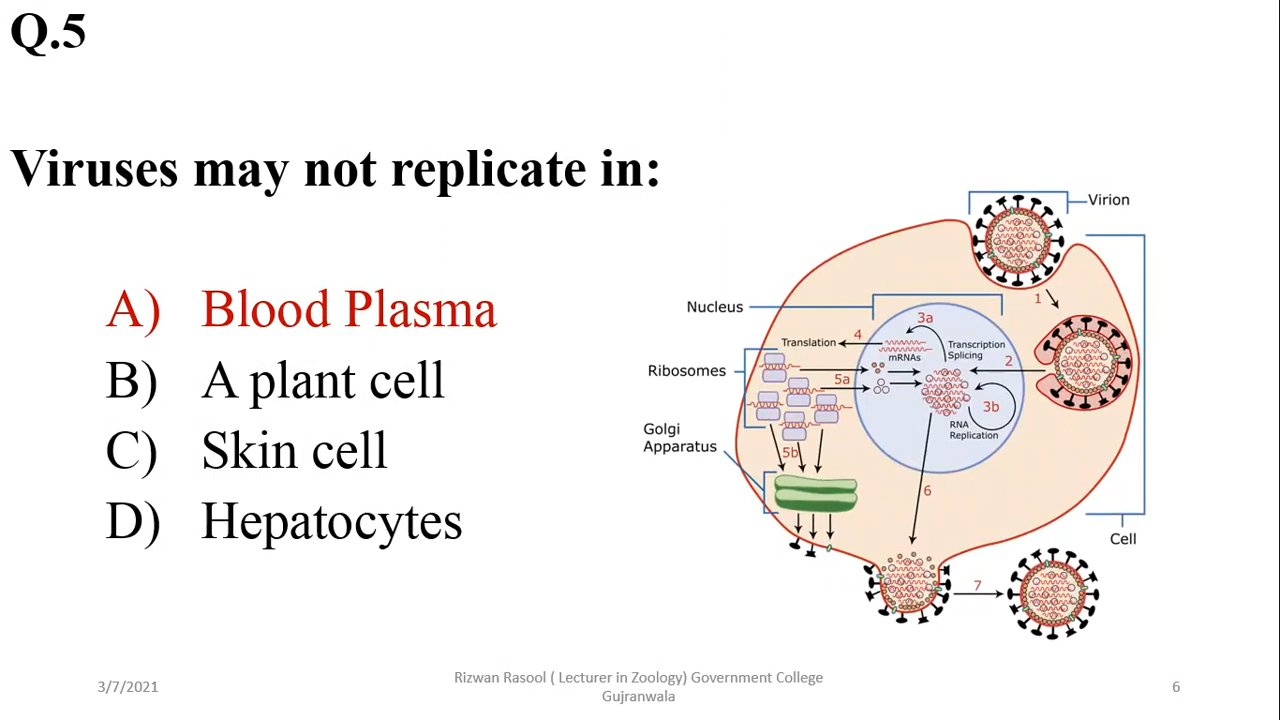 Q.5
Viruses may not replicate in:
A) Blood Plasma
B) A plant cell
C) Skin cell
D) Hepatocytes
Virion
1
Nucleus
3a
4
Translation
mRNAs
Transcription
Splicing
2
Ribosomes
5a
3b
RNA
Replication
Golgi
Apparatus
5b
6
Cell
7
3/7/2021
Rizwan Rasool ( Lecturer in Zoology) Government College
Gujranwala
6